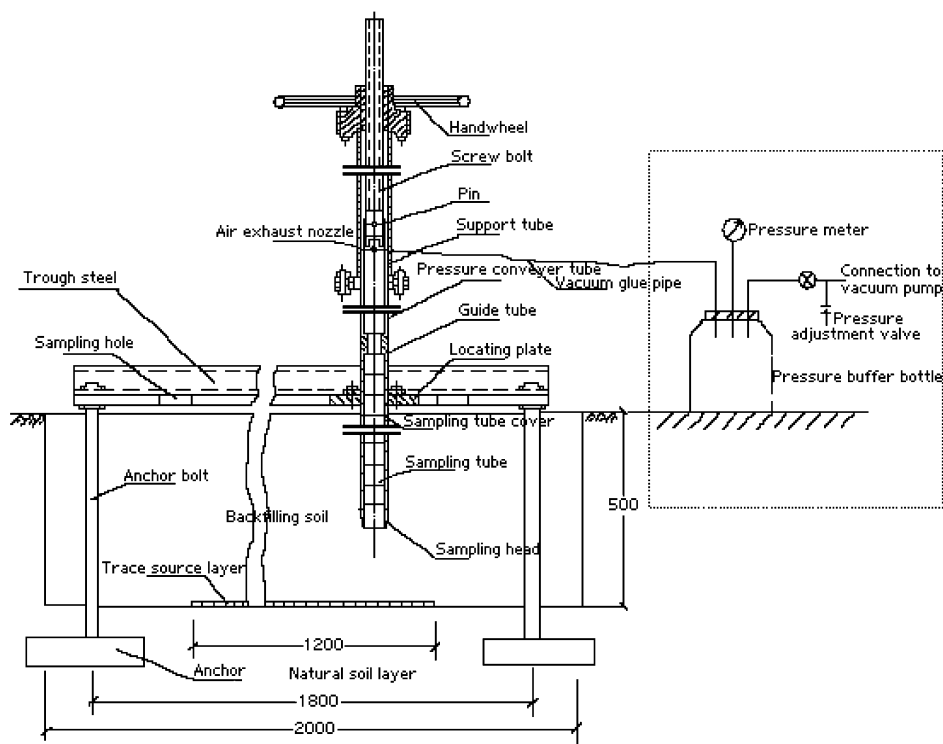 Handwheel
Screw bolt
Pin
Air exhaust nozzle
Support tube
Pressure meter
Pressure conveyer tube
Vacuum glue pipe
Connection to
vacuum pump
Trough steel
Guide tube
Pressure
adjustment valve
Sampling hole
Locating plate
Pressure buffer bottle
Sampling tube cover
Sampling tube
Anchor bolt
500
Backfilling soil
Sampling head
Trace source layer
1200
Anchor
Natural soil layer
1800
2000